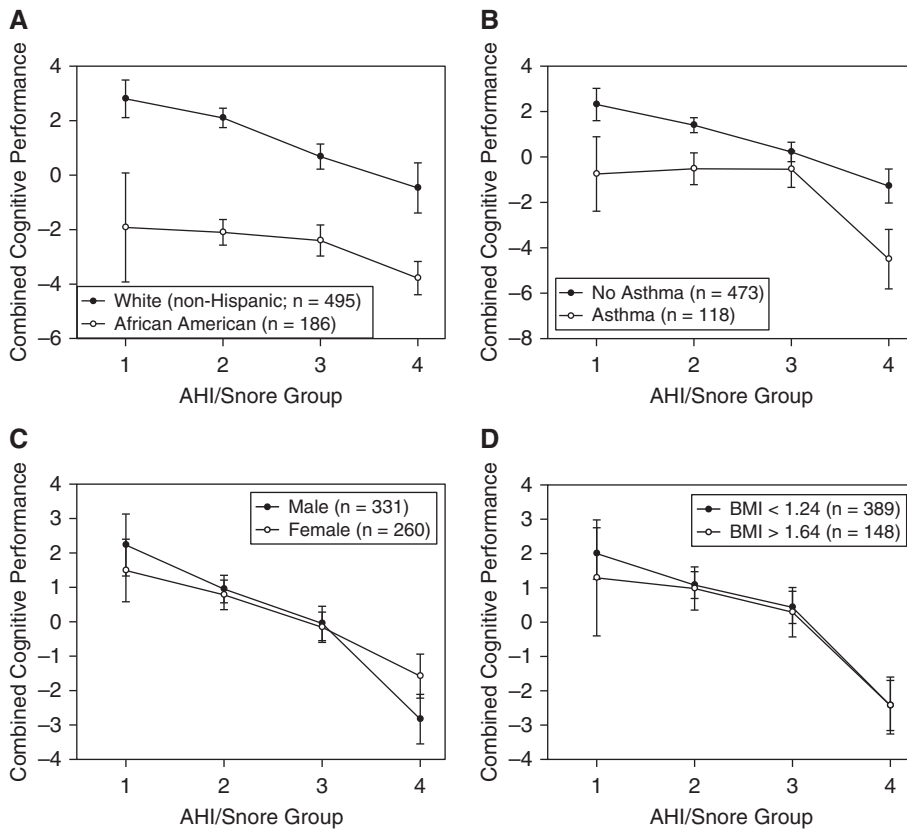 A
Combined Cognitive Performance
4
2
0
–2
–4
–6
White (non-Hispanic; n = 495)
African American (n = 186)
1 2 3 4
AHI/Snore Group
B
Combined Cognitive Performance
4
2
0
–2
–4
–6
–8
No Asthma (n = 473)
Asthma (n = 118)
1 2 3 4
AHI/Snore Group
C
Combined Cognitive Performance
4
3
2
1
0
–1
–2
–3
–4
Male (n = 331)
Female (n = 260)
1 2 3 4
AHI/Snore Group
D
Combined Cognitive Performance
4
3
2
1
0
–1
–2
–3
–4
BMI < 1.24 (n = 389)
BMI > 1.64 (n = 148)
1 2 3 4
AHI/Snore Group